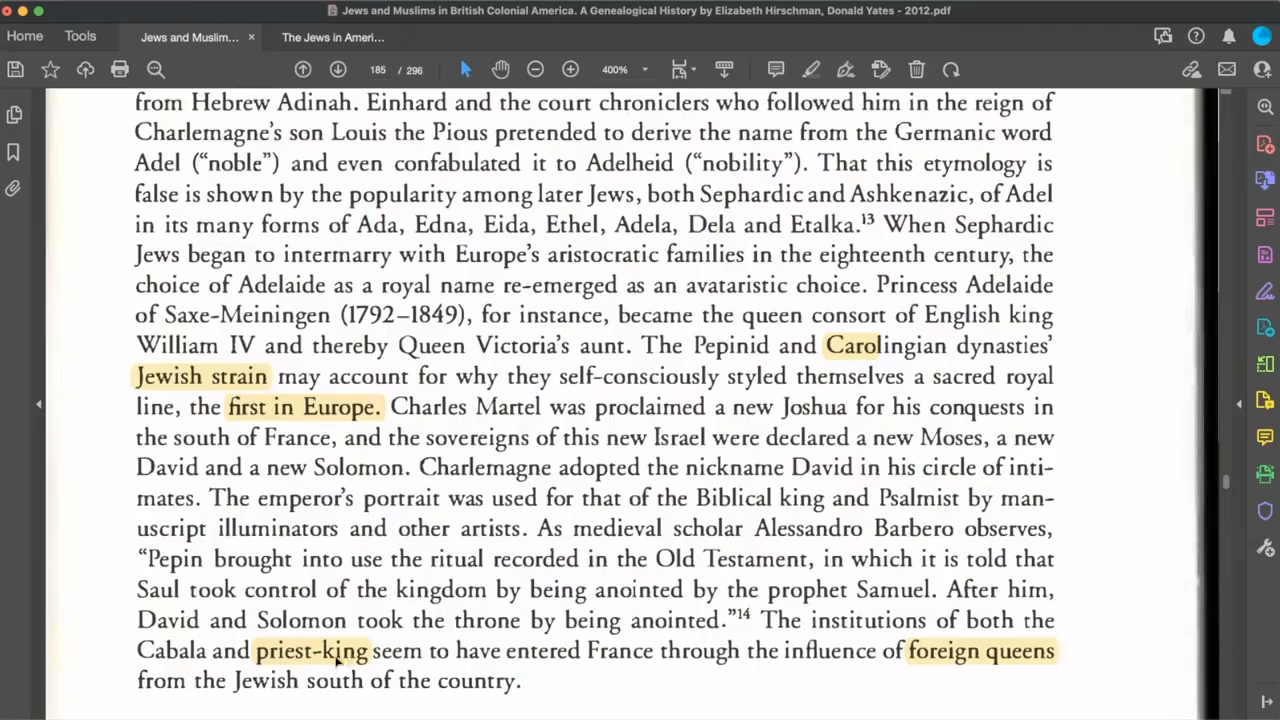 Jews and Muslims in British Colonial America. A Genealogical History by Elizabeth Hirschman, Donald Yates - 2012.pdf
Home Tools Jews and Muslim... × The Jews in Ameri...
185 / 296 400%
from Hebrew Adinah. Einhard and the court chroniclers who followed him in the reign of
Charlemagne's son Louis the Pious pretended to derive the name from the Germanic word
Adel (“noble”) and even confabulated it to Adelheid (“nobility”). That this etymology is
false is shown by the popularity among later Jews, both Sephardic and Ashkenazic, of Adel
in its many forms of Ada, Edna, Eida, Ethel, Adela, Dela and Etalka.¹³ When Sephardic
Jews began to intermarry with Europe's aristocratic families in the eighteenth century, the
choice of Adelaide as a royal name re-emerged as an avataristic choice. Princess Adelaide
of Saxe-Meiningen (1792–1849), for instance, became the queen consort of English king
William IV and thereby Queen Victoria's aunt. The Pepinid and Carolingian dynasties'
Jewish strain may account for why they self-consciously styled themselves a sacred royal
line, the first in Europe. Charles Martel was proclaimed a new Joshua for his conquests in
the south of France, and the sovereigns of this new Israel were declared a new Moses, a new
David and a new Solomon. Charlemagne adopted the nickname David in his circle of inti-
mates. The emperor's portrait was used for that of the Biblical king and Psalmist by man-
uscript illuminators and other artists. As medieval scholar Alessandro Barbero observes,
“Pepin brought into use the ritual recorded in the Old Testament, in which it is told that
Saul took control of the kingdom by being anointed by the prophet Samuel. After him,
David and Solomon took the throne by being anointed.”¹⁴ The institutions of both the
Cabala and priest-king seem to have entered France through the influence of foreign queens
from the Jewish south of the country.